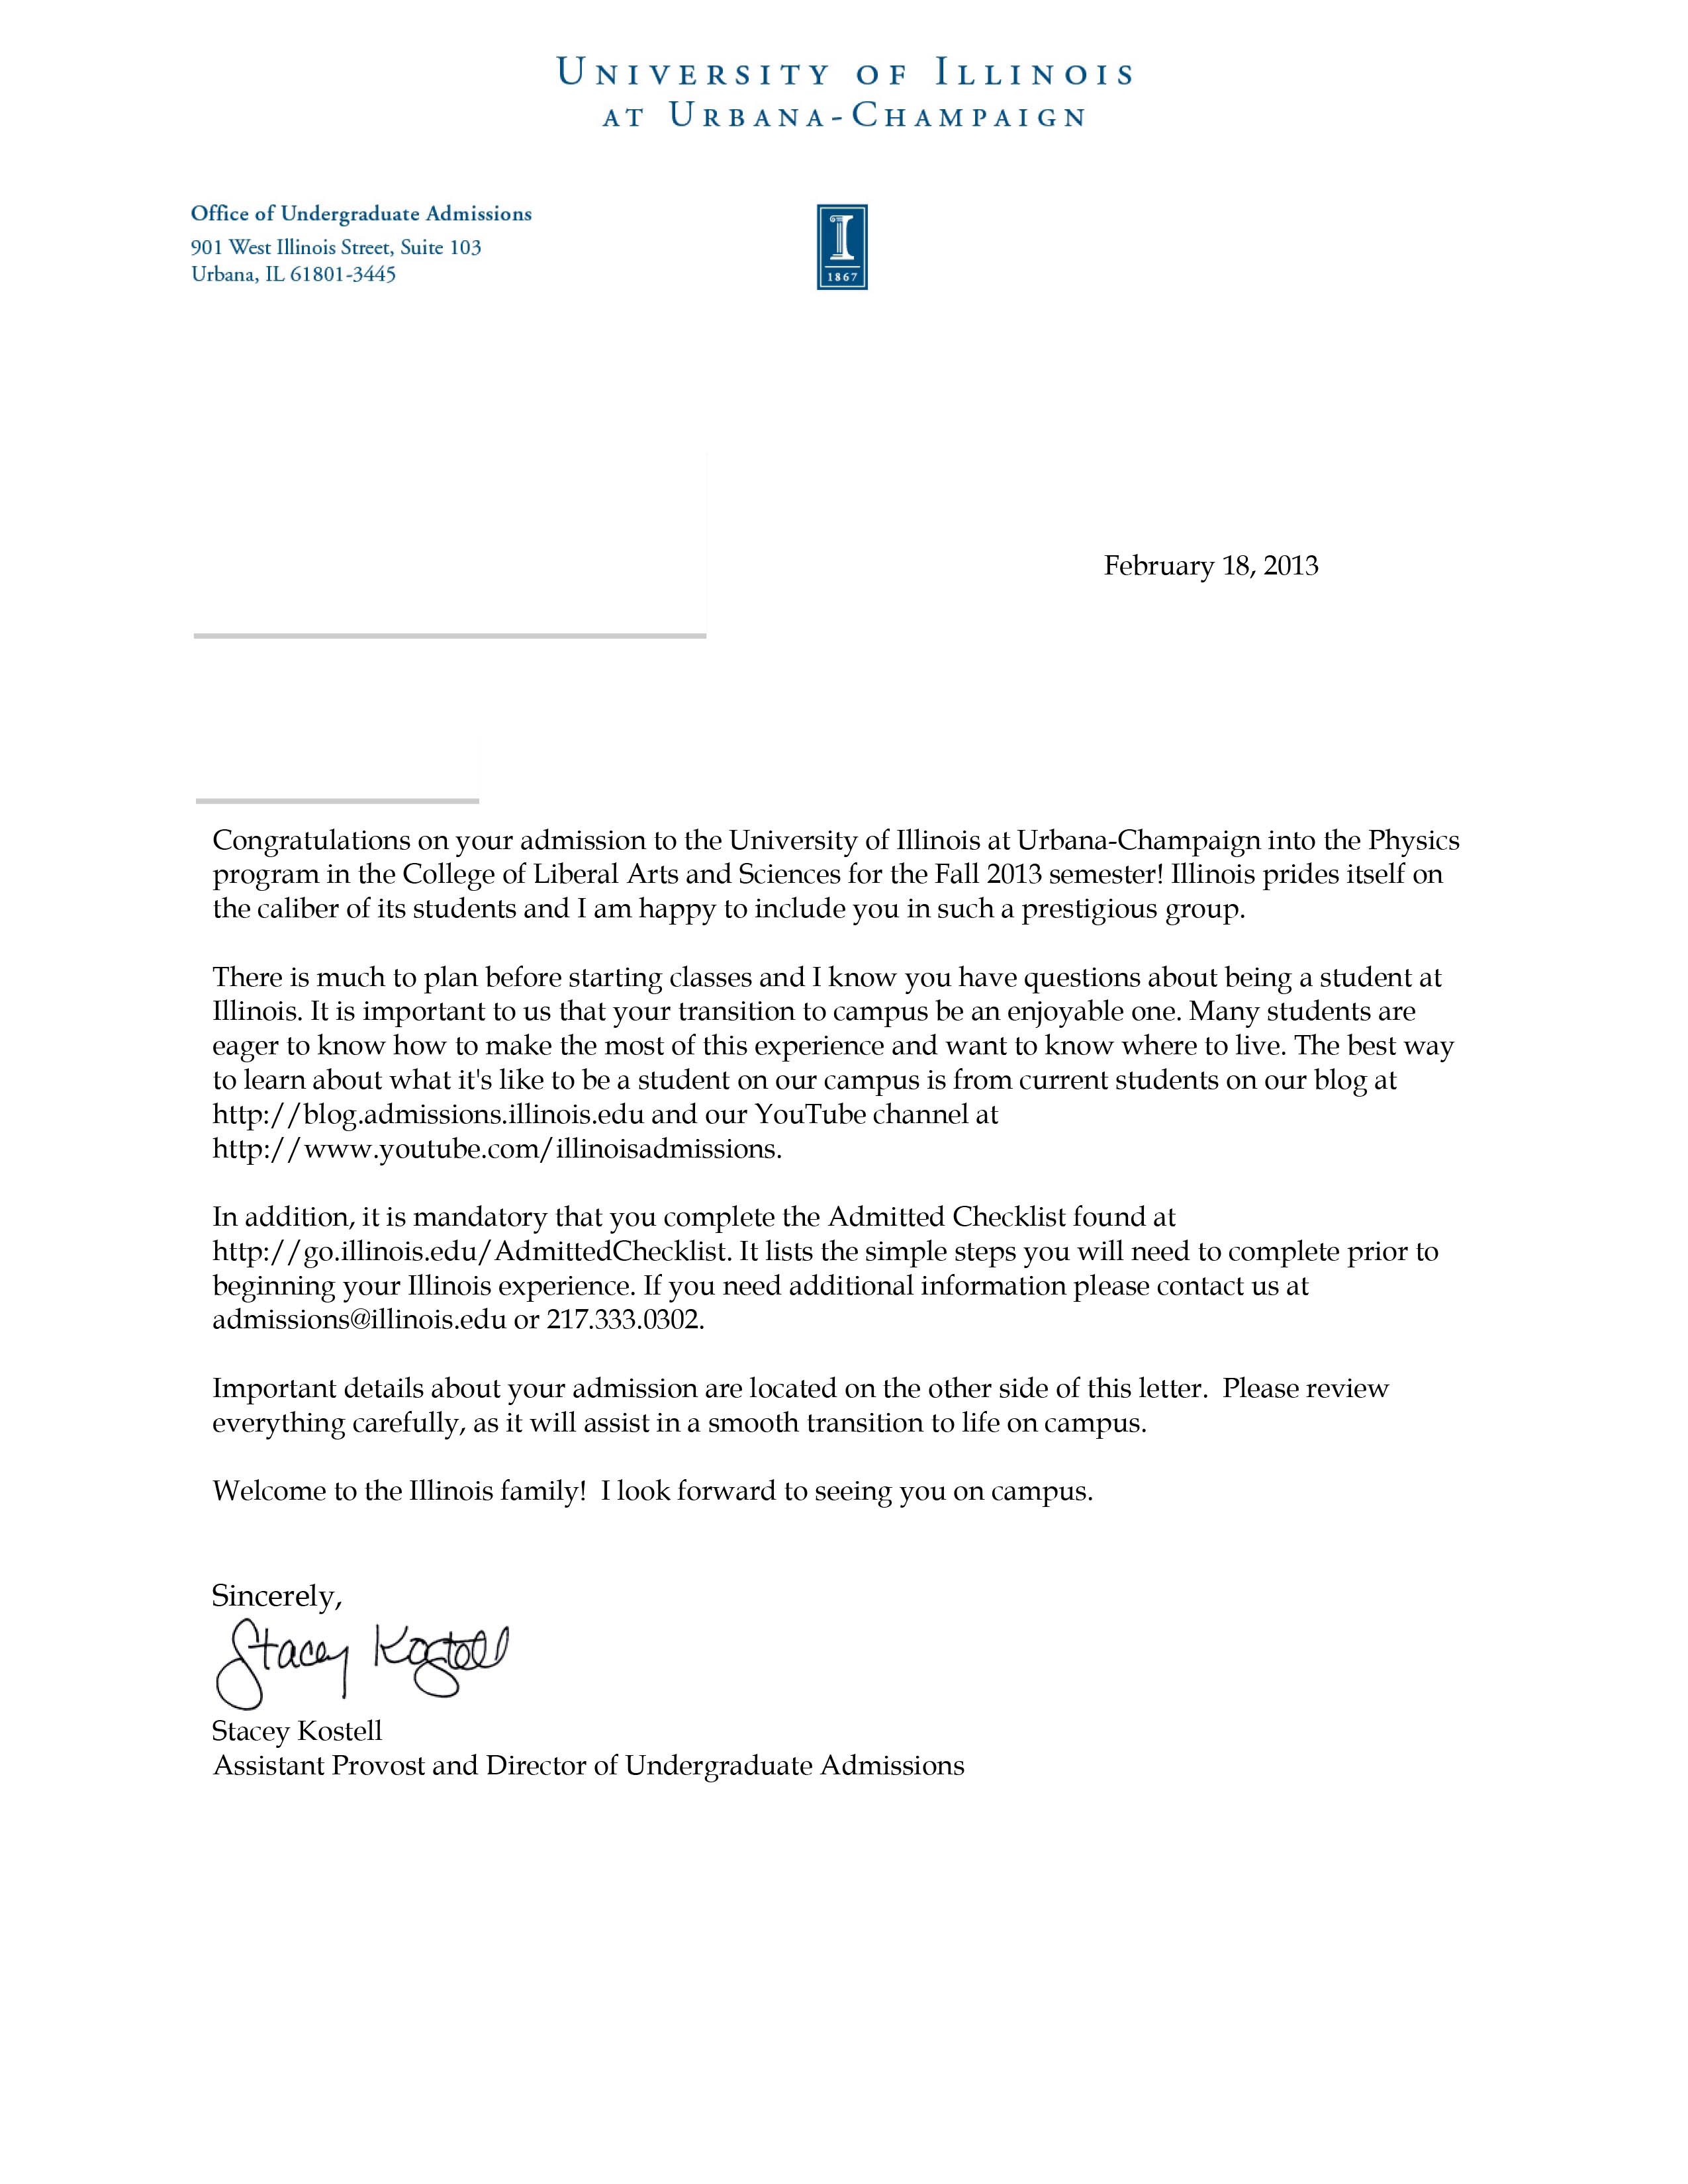 UNIVERSITY OF ILLINOIS
AT URBANA-CHAMPAIGN
Office of Undergraduate Admissions
901 West Illinois Street, Suite 103
Urbana, IL 61801-3445
I
1867
February 18, 2013
Congratulations on your admission to the University of Illinois at Urbana-Champaign into the Physics
program in the College of Liberal Arts and Sciences for the Fall 2013 semester! Illinois prides itself on
the caliber of its students and I am happy to include you in such a prestigious group.
There is much to plan before starting classes and I know you have questions about being a student at
Illinois. It is important to us that your transition to campus be an enjoyable one. Many students are
eager to know how to make the most of this experience and want to know where to live. The best way
to learn about what it's like to be a student on our campus is from current students on our blog at
http://blog.admissions.illinois.edu and our YouTube channel at
http://www.youtube.com/illinoisadmissions.
In addition, it is mandatory that you complete the Admitted Checklist found at
http://go.illinois.edu/AdmittedChecklist. It lists the simple steps you will need to complete prior to
beginning your Illinois experience. If you need additional information please contact us at
admissions@illinois.edu or 217.333.0302.
Important details about your admission are located on the other side of this letter.  Please review
everything carefully, as it will assist in a smooth transition to life on campus.
Welcome to the Illinois family!  I look forward to seeing you on campus.
Sincerely,
Stacey Kostell
Stacey Kostell
Assistant Provost and Director of Undergraduate Admissions